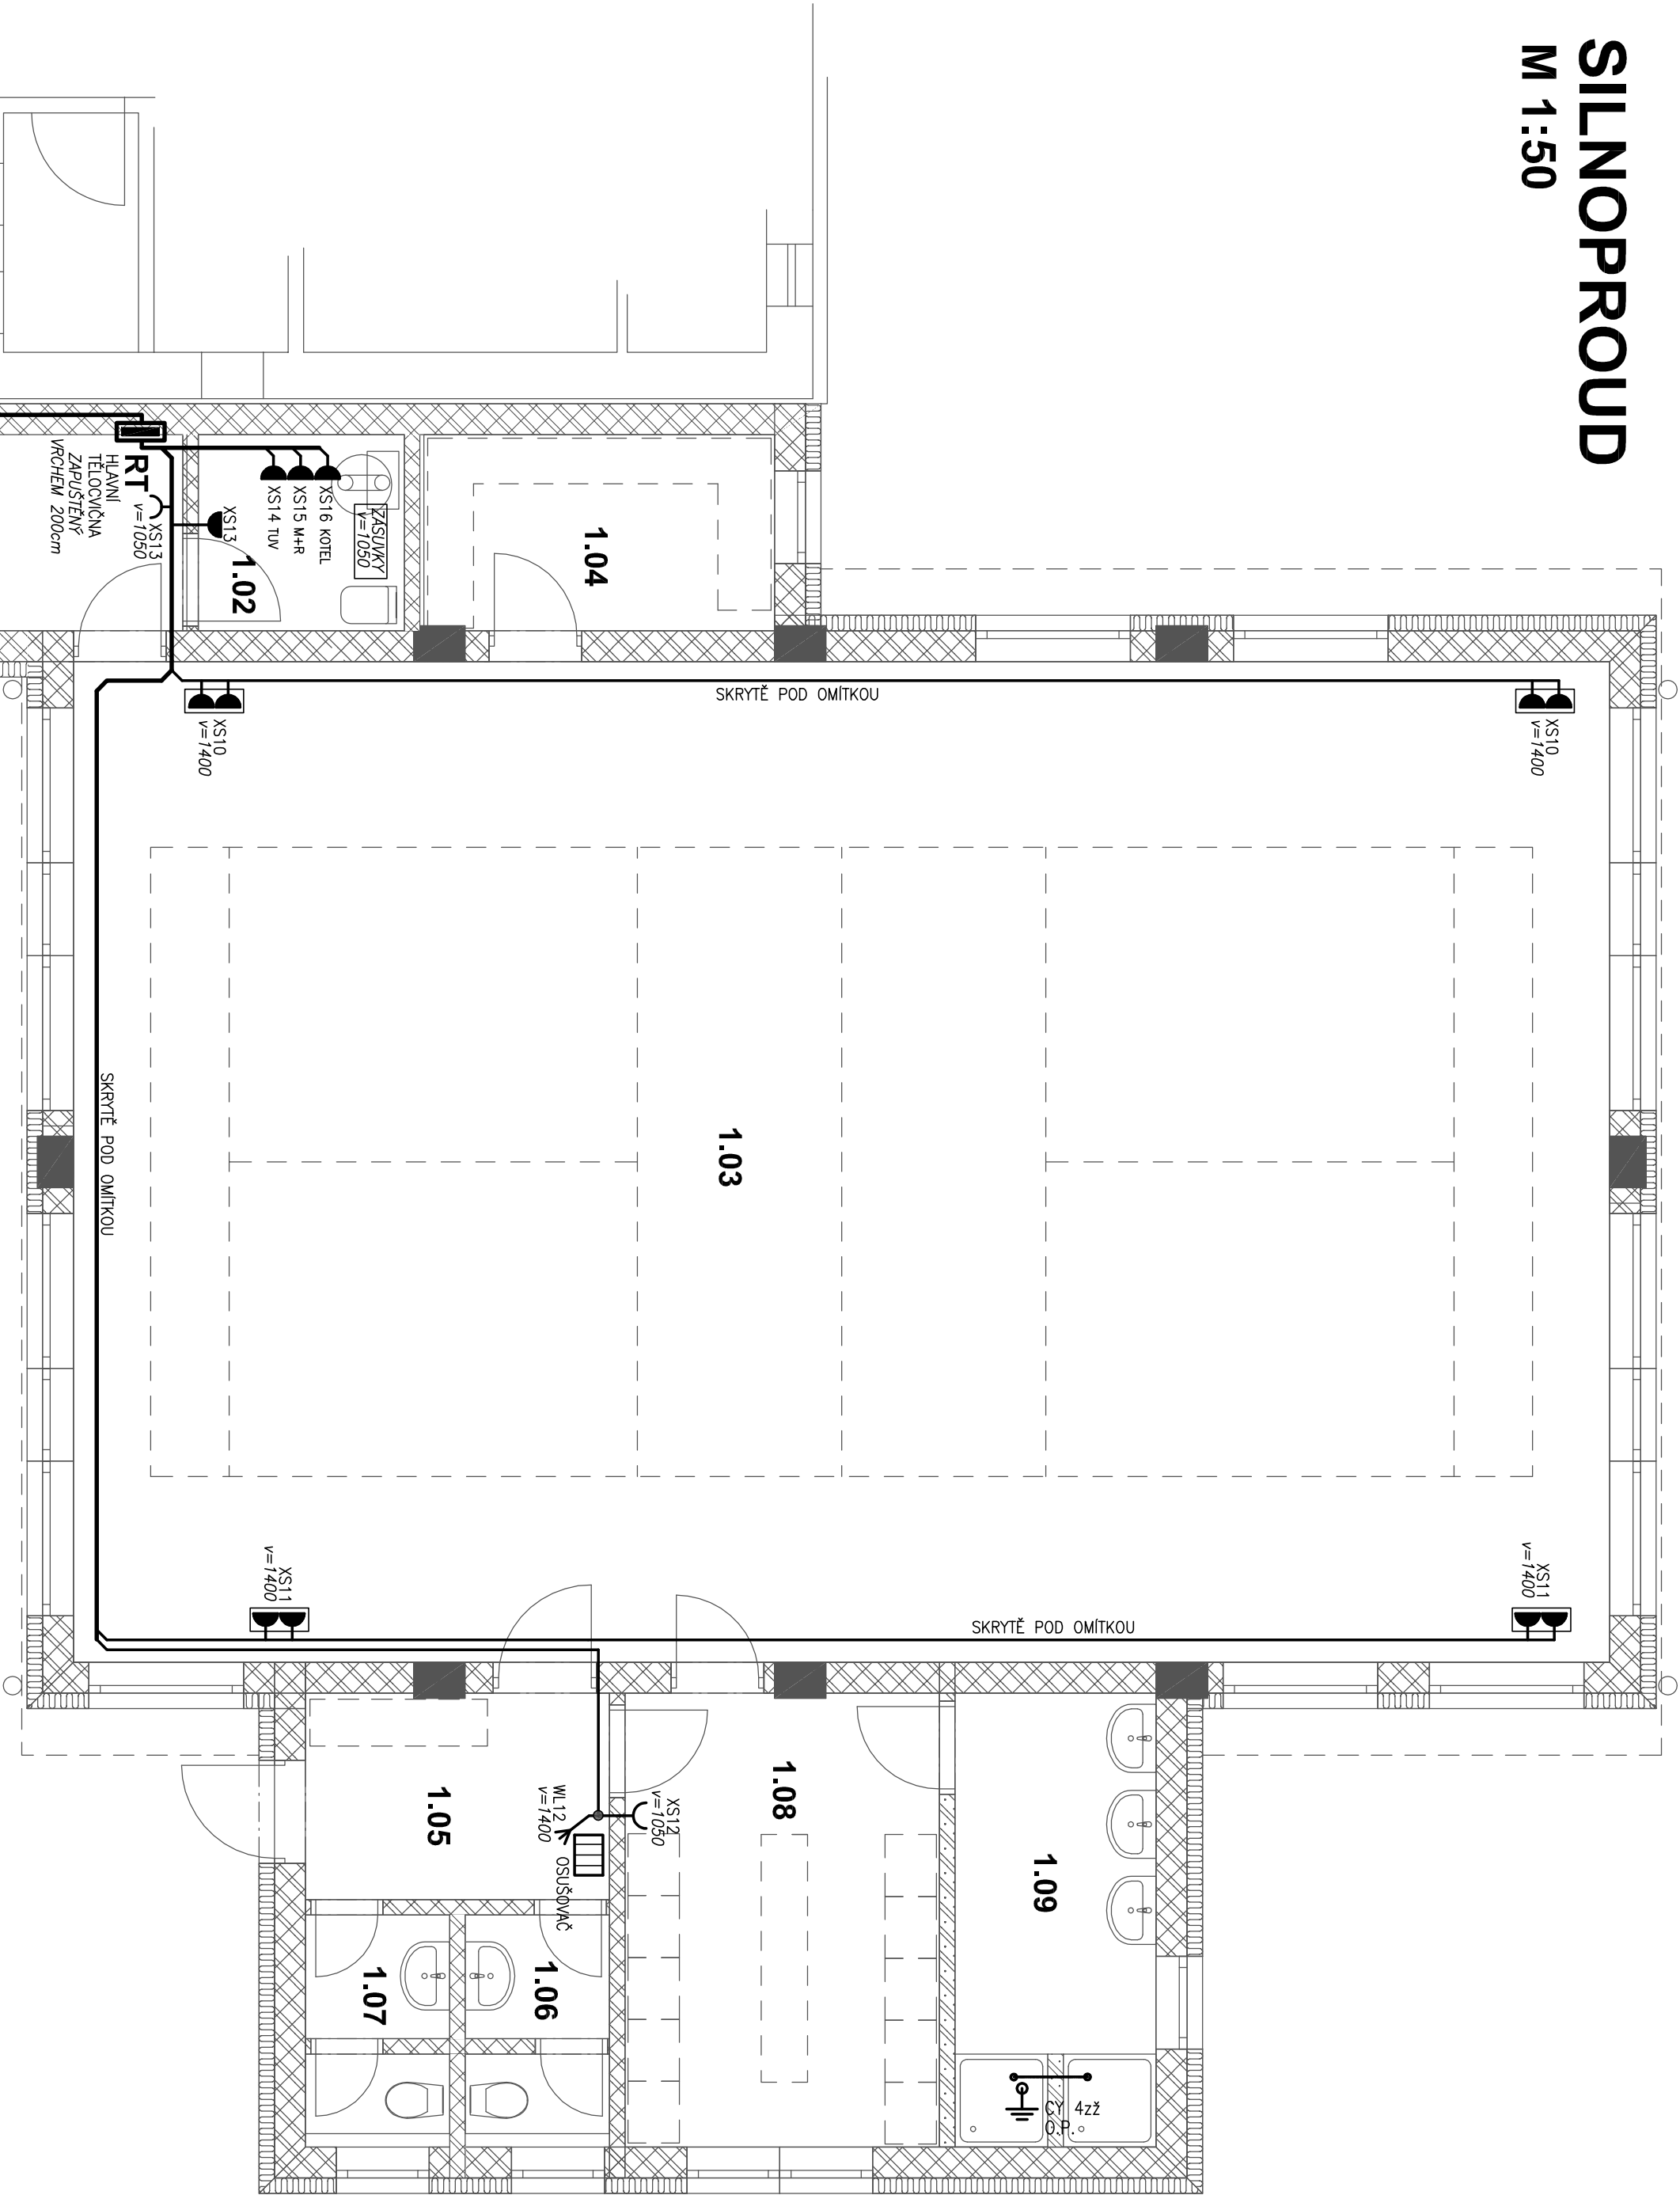 SILNOPROUD
M 1:50
XS10
v=1400
XS11
v=1400
SKRYTĚ POD OMÍTKOU
SKRYTĚ POD OMÍTKOU
1.09
CY 4zž
O.P.
1.04
1.03
1.08
ZÁSUVKY
v=1050
XS16 KOTEL
XS15 M+R
XS14 TUV
XS12
v=1050
WL12
v=1400
OSUŠOVAČ
1.06
1.05
1.07
1.02
XS13
XS10
v=1400
XS11
v=1400
XS13
v=1050
RT
HLAVNÍ
TĚLOCVIČNA
ZAPUŠTĚNÝ
VRCHEM 200cm
SKRYTĚ POD OMÍTKOU